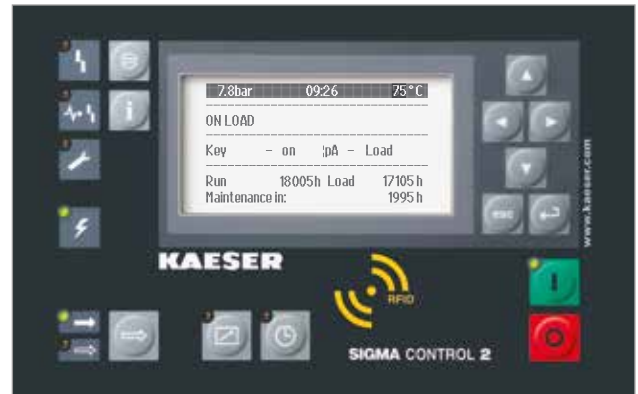 7.8bar 09:26 75°C
ON LOAD
Key - on ¦pA - Load
Run 18005h Load 17105h
Maintenance in: 1995h
esc
www.kaeser.com
KAESER
RFID
I
O
SIGMA CONTROL 2